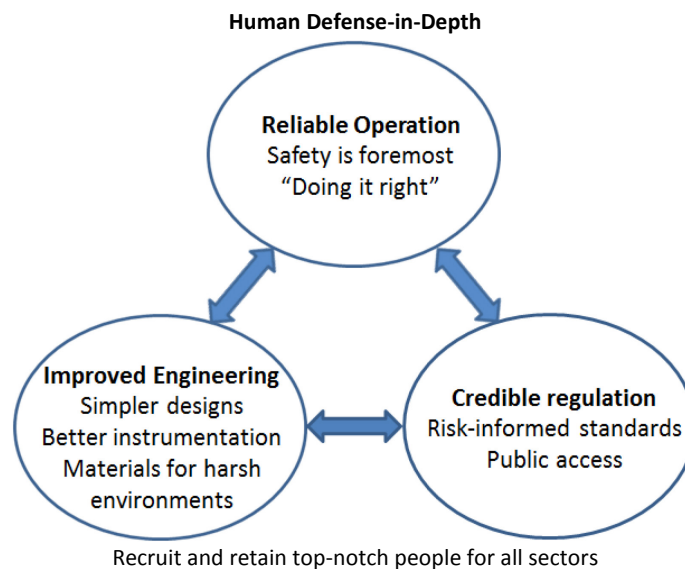 Human Defense-in-Depth
Reliable Operation
Safety is foremost
“Doing it right”
Improved Engineering
Simpler designs
Better instrumentation
Materials for harsh
environments
Credible regulation
Risk-informed standards
Public access
Recruit and retain top-notch people for all sectors